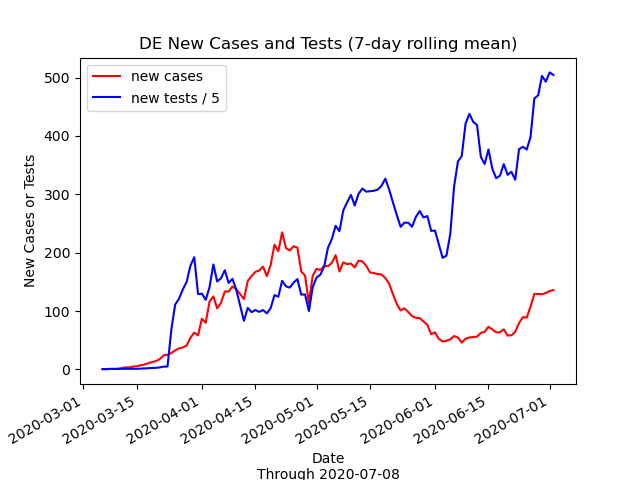 DE New Cases and Tests (7-day rolling mean)
new cases
new tests / 5
New Cases or Tests
500
400
300
200
100
0
2020-03-01
2020-03-15
2020-04-01
2020-04-15
2020-05-01
2020-05-15
2020-06-01
2020-06-15
2020-07-01
Date
Through 2020-07-08